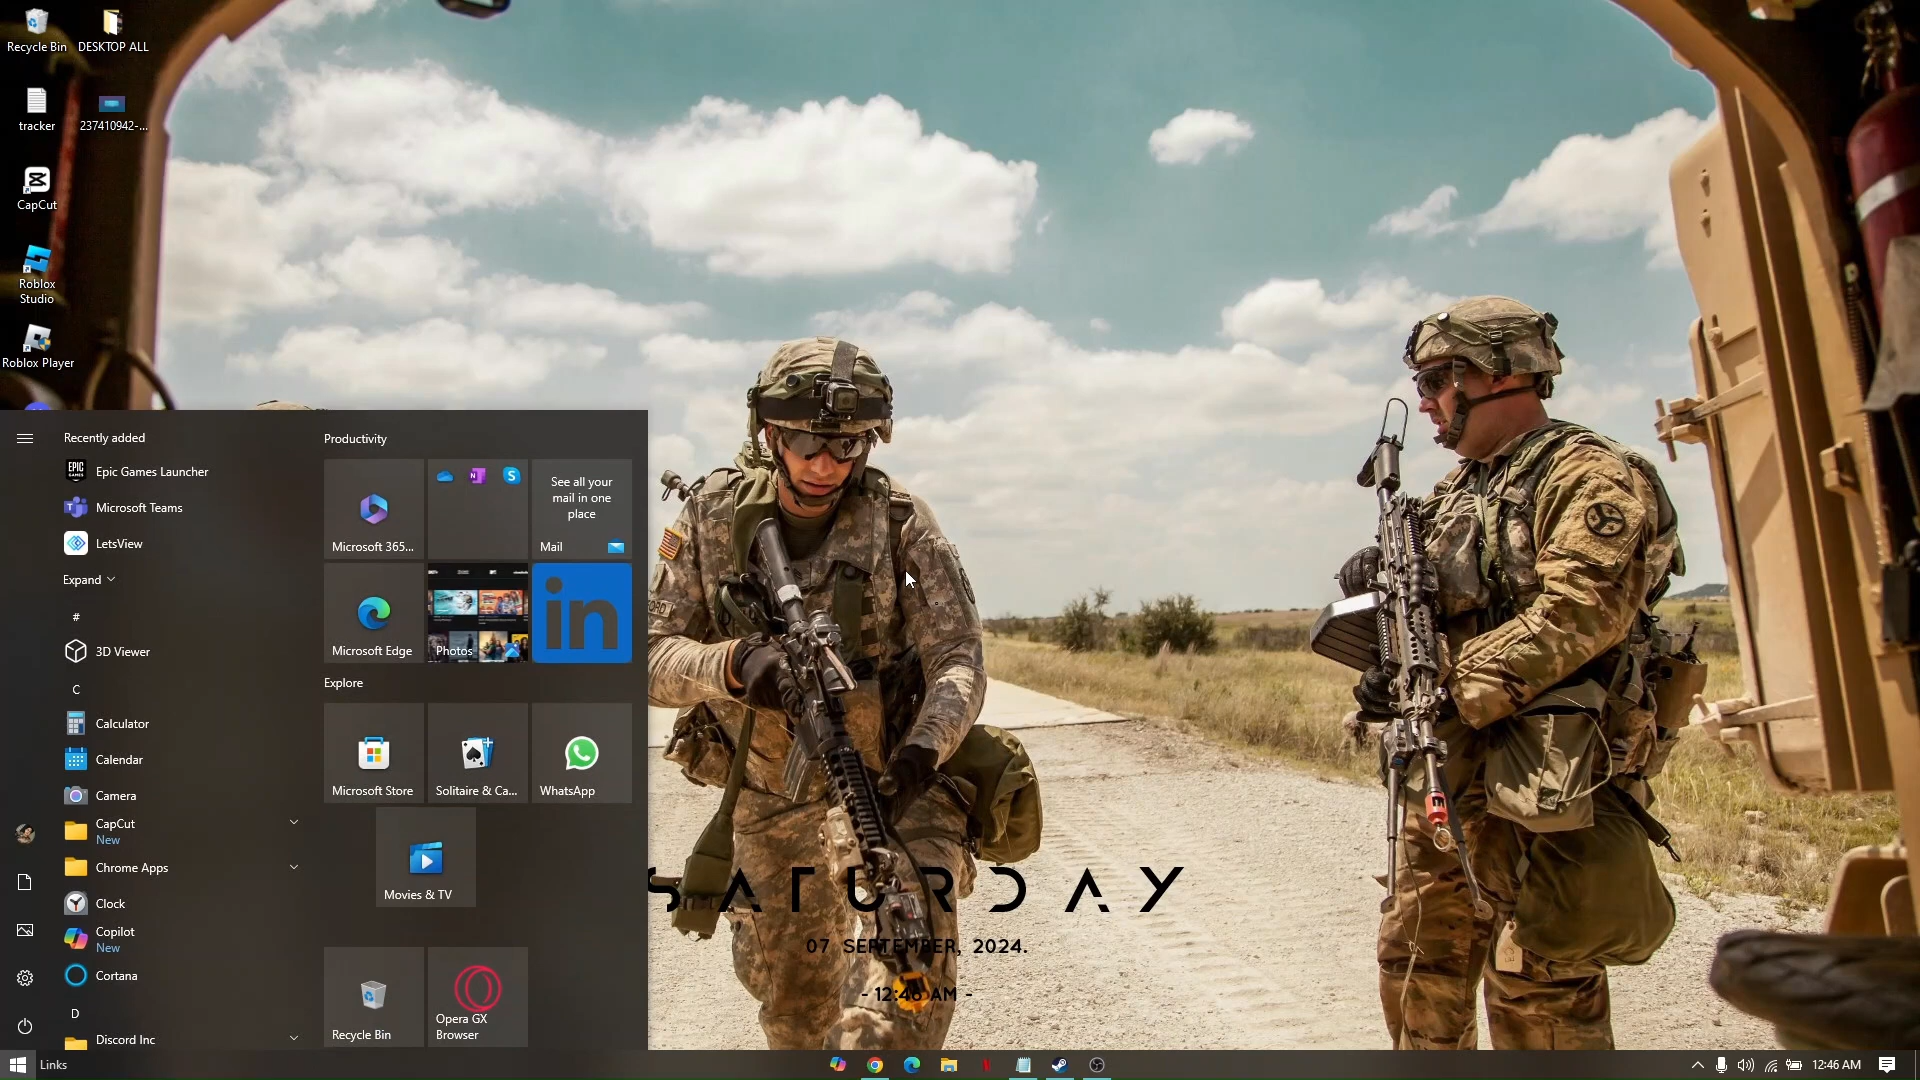 Recycle Bin
DESKTOP ALL
tracker
237410942-...
CapCut
Roblox
Studio
Roblox Player
Recently added
Epic Games Launcher
Microsoft Teams
LetsView
Expand
#
3D Viewer
C
Calculator
Calendar
Camera
CapCut
New
Chrome Apps
Clock
Copilot
New
Cortana
D
Discord Inc
Productivity
Microsoft 365...
See all your
mail in one
place
Mail
Microsoft Edge
Photos
in
Explore
Microsoft Store
Solitaire & Ca...
WhatsApp
Movies & TV
Recycle Bin
Opera GX
Browser
SATURDAY
07 SEPTEMBER, 2024.
- 12:46 AM -
Links
12:46 AM